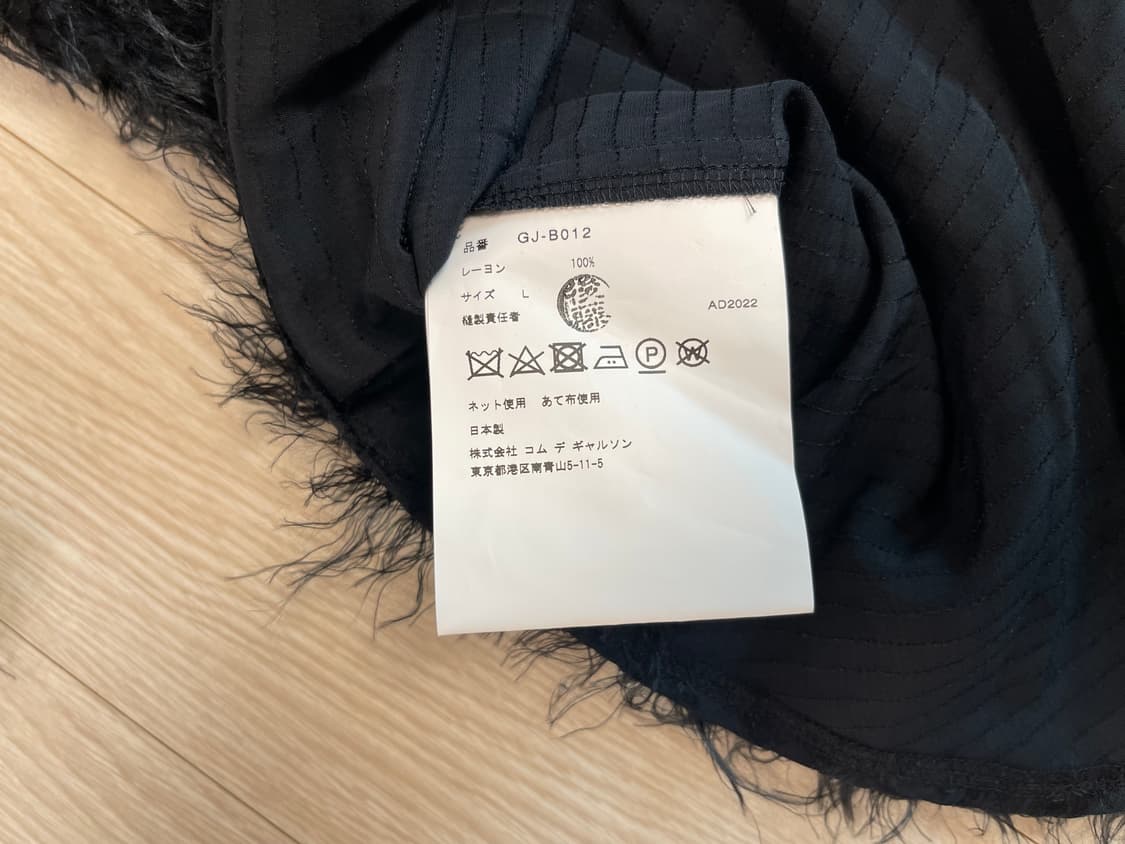 品番 GJ-B012
レーヨン 100%
サイズ L
AD2022
縫製責任者
P W
ネット使用 あて布使用
日本製
株式会社 コム デ ギャルソン
東京都港区南青山5-11-5